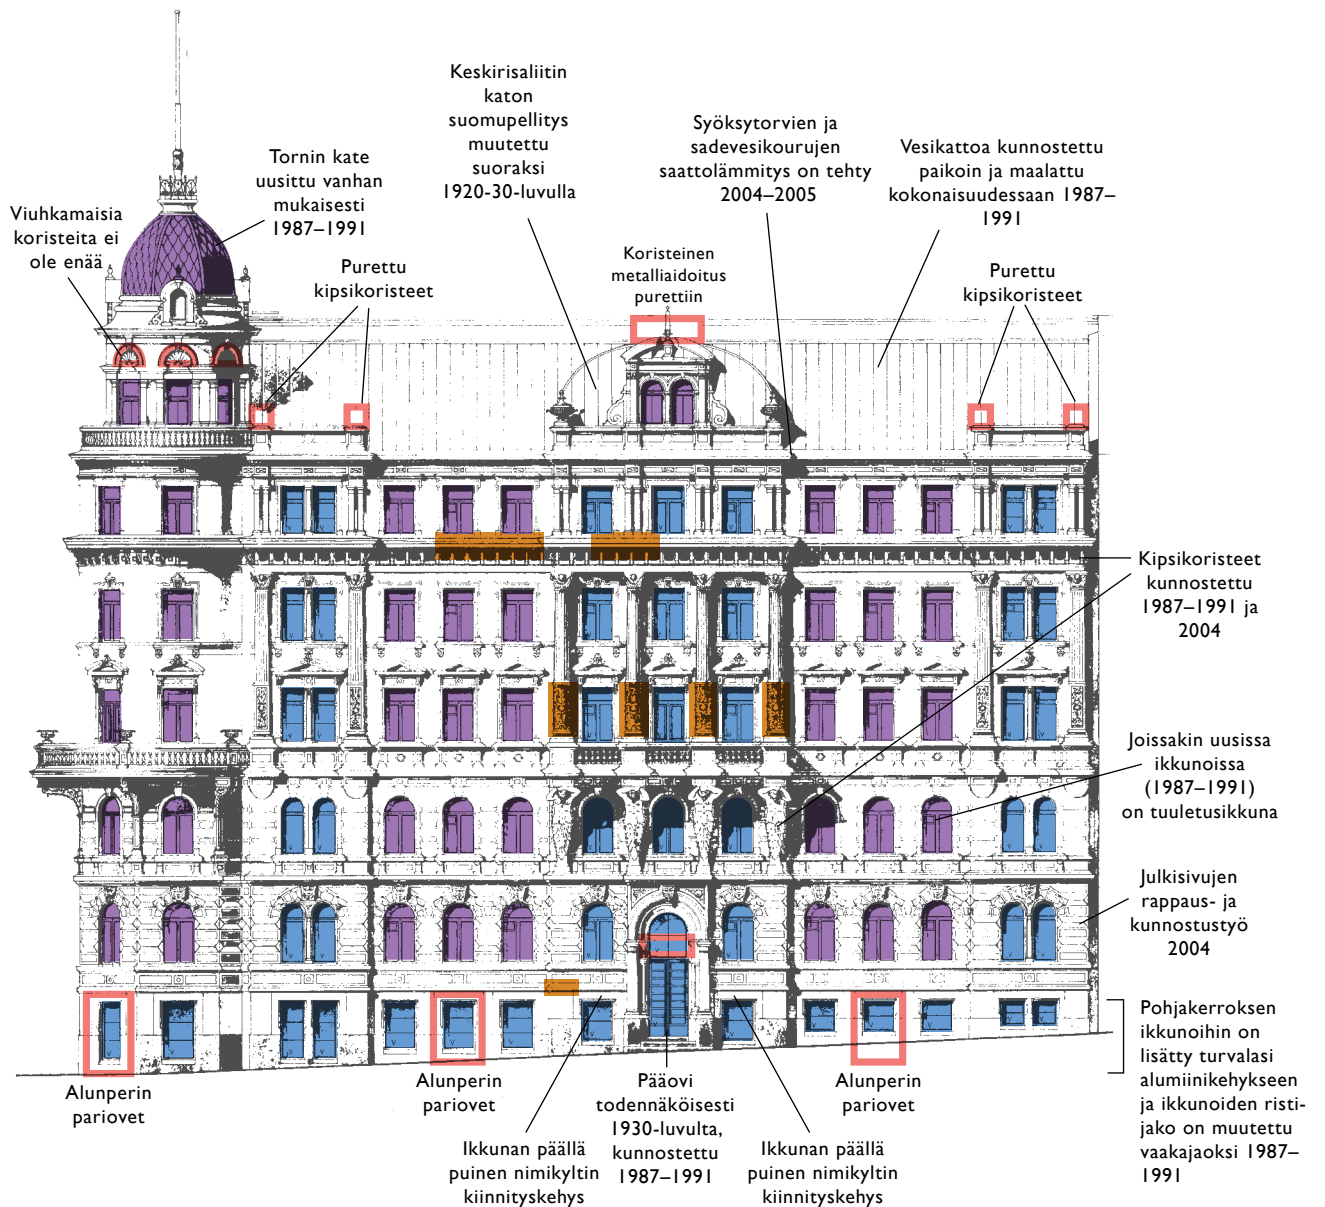 Keskirisaliitin
katon
suomupellitys
muutettu
suoraksi
1920-30-luvulla
Syöksytorvien ja
sadevesikourujen
saattolämmitys on tehty
2004–2005
Vesikattoa kunnostettu
paikoin ja maalattu
kokonaisuudessaan 1987–
1991
Tornin kate
uusittu vanhan
mukaisesti
1987–1991
Viuhkamaisia
koristeita ei
ole enää
Purettu
kipsikoristeet
Koristeinen
metalliaidoitus
purettiin
Purettu
kipsikoristeet
Kipsikoristeet
kunnostettu
1987–1991 ja
2004
Joissakin uusissa
ikkunoissa
(1987–1991)
on tuuletusikkuna
Julkisivujen
rappaus- ja
kunnostustyö
2004
Pohjakerroksen
ikkunoihin on
lisätty turvalasi
alumiinikehykseen
ja ikkunoiden risti-
jako on muutettu
vaakajaoksi 1987–
1991
Alunperin
pariovet
Alunperin
pariovet
Pääovi
todennäköisesti
1930-luvulta,
kunnostettu
1987–1991
Alunperin
pariovet
Ikkunan päällä
puinen nimikyltin
kiinnityskehys
Ikkunan päällä
puinen nimikyltin
kiinnityskehys